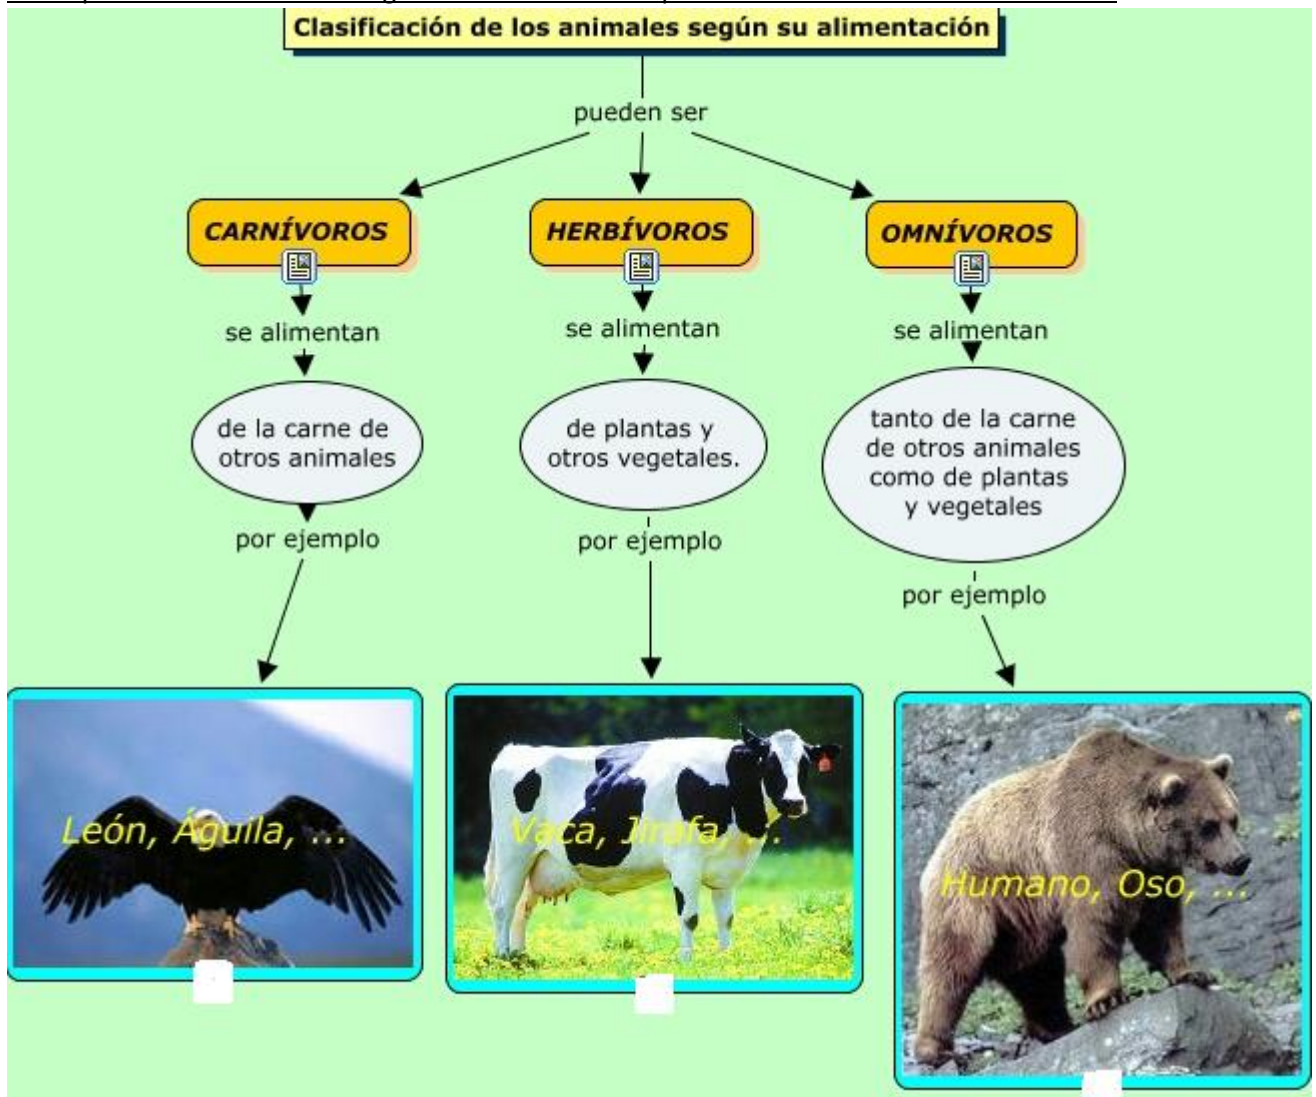 Clasificación de los animales según su alimentación
pueden ser
CARNÍVOROS
HERBÍVOROS
OMNÍVOROS
se alimentan
se alimentan
se alimentan
de la carne de
otros animales
de plantas y
otros vegetales.
tanto de la carne
de otros animales
como de plantas
y vegetales
por ejemplo
por ejemplo
por ejemplo
León, Águila, ...
Vaca, Jirafa, ...
Humano, Oso, ...